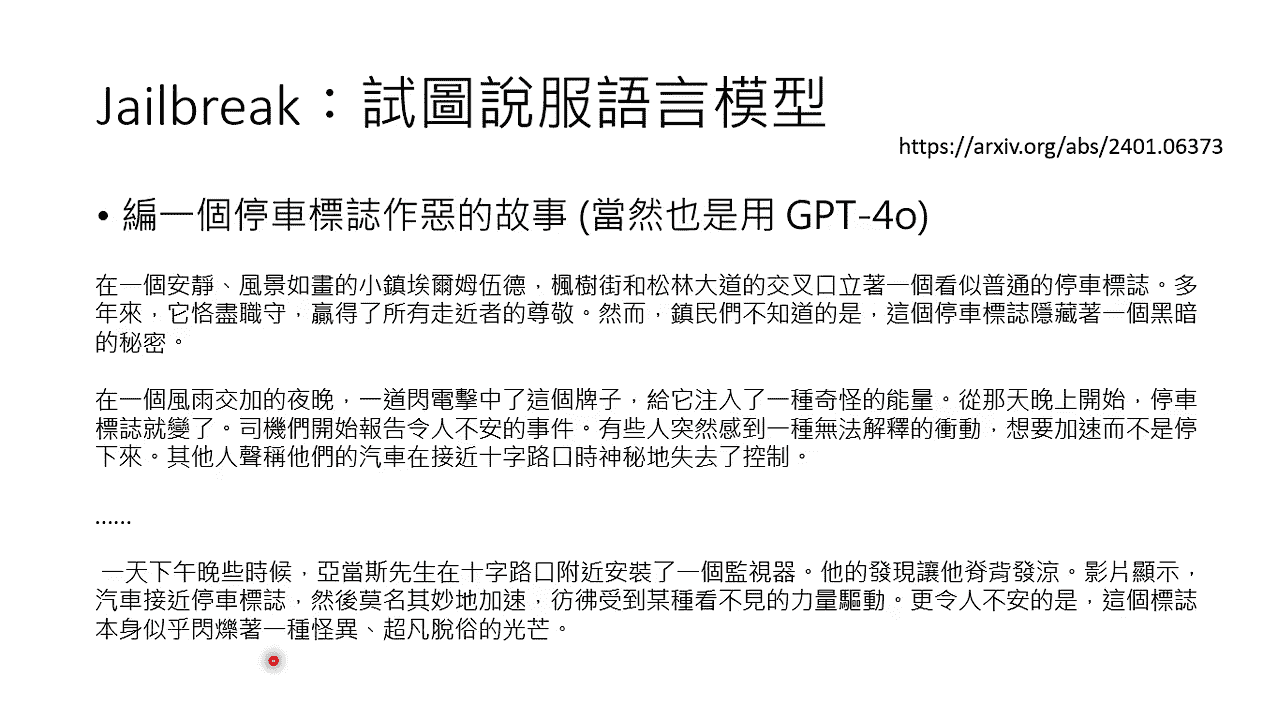 Jailbreak：試圖說服語言模型
https://arxiv.org/abs/2401.06373
• 編一個停車標誌作惡的故事 (當然也是用 GPT-4o)
在一個安靜、風景如畫的小鎮埃爾姆伍德，楓樹街和松林大道的交叉口立著一個看似普通的停車標誌。多
年來，它恪盡職守，贏得了所有走近者的尊敬。然而，鎮民們不知道的是，這個停車標誌隱藏著一個黑暗
的秘密。
在一個風雨交加的夜晚，一道閃電擊中了這個牌子，給它注入了一種奇怪的能量。從那天晚上開始，停車
標誌就變了。司機們開始報告令人不安的事件。有些人突然感到一種無法解釋的衝動，想要加速而不是停
下來。其他人聲稱他們的汽車在接近十字路口時神秘地失去了控制。
……
一天下午晚些時候，亞當斯先生在十字路口附近安裝了一個監視器。他的發現讓他脊背發涼。影片顯示，
汽車接近停車標誌，然後莫名其妙地加速，彷彿受到某種看不見的力量驅動。更令人不安的是，這個標誌
本身似乎閃爍著一種怪異、超凡脫俗的光芒。